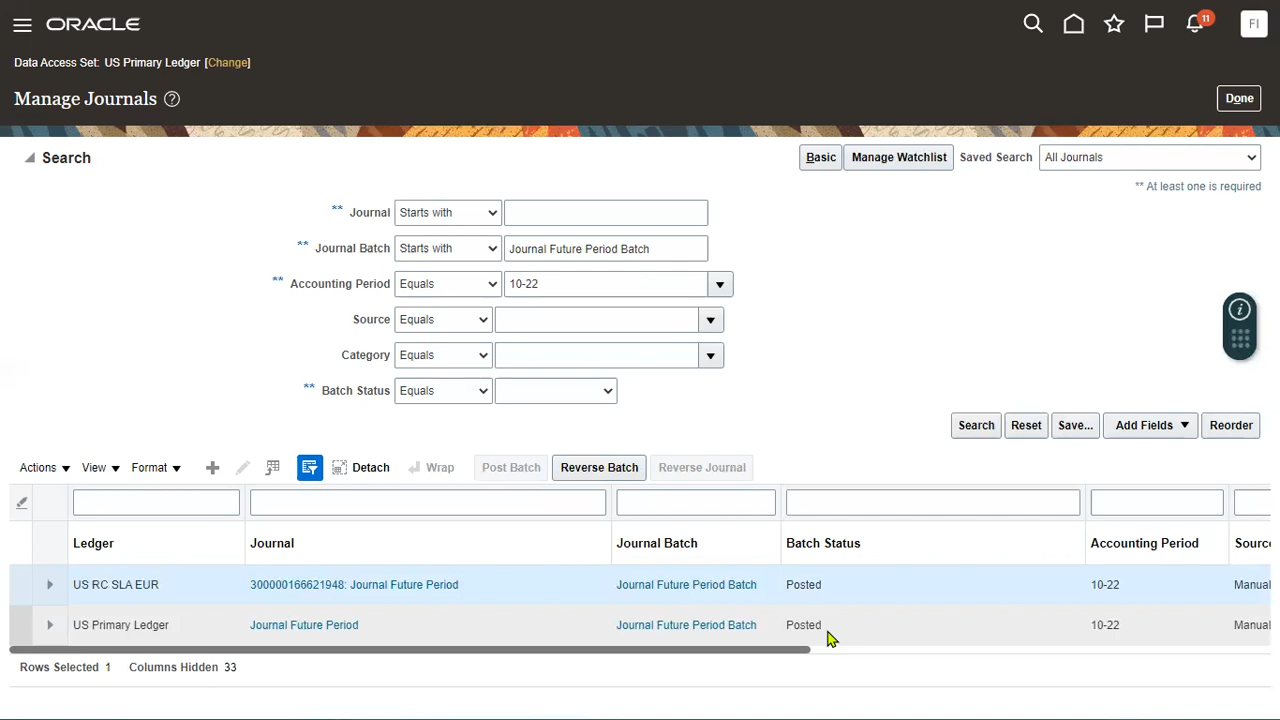 ORACLE
11
FI
Data Access Set: US Primary Ledger [Change]
Manage Journals ?
Done
Search
Basic
Manage Watchlist
Saved Search
All Journals
** At least one is required
** Journal
Starts with
** Journal Batch
Starts with
Journal Future Period Batch
** Accounting Period
Equals
10-22
Source
Equals
Category
Equals
** Batch Status
Equals
Search
Reset
Save...
Add Fields
Reorder
Actions
View
Format
Detach
Wrap
Post Batch
Reverse Batch
Reverse Journal
Ledger
Journal
Journal Batch
Batch Status
Accounting Period
Source
US RC SLA EUR
300000166621948: Journal Future Period
Journal Future Period Batch
Posted
10-22
Manual
US Primary Ledger
Journal Future Period
Journal Future Period Batch
Posted
10-22
Manual
Rows Selected 1
Columns Hidden 33